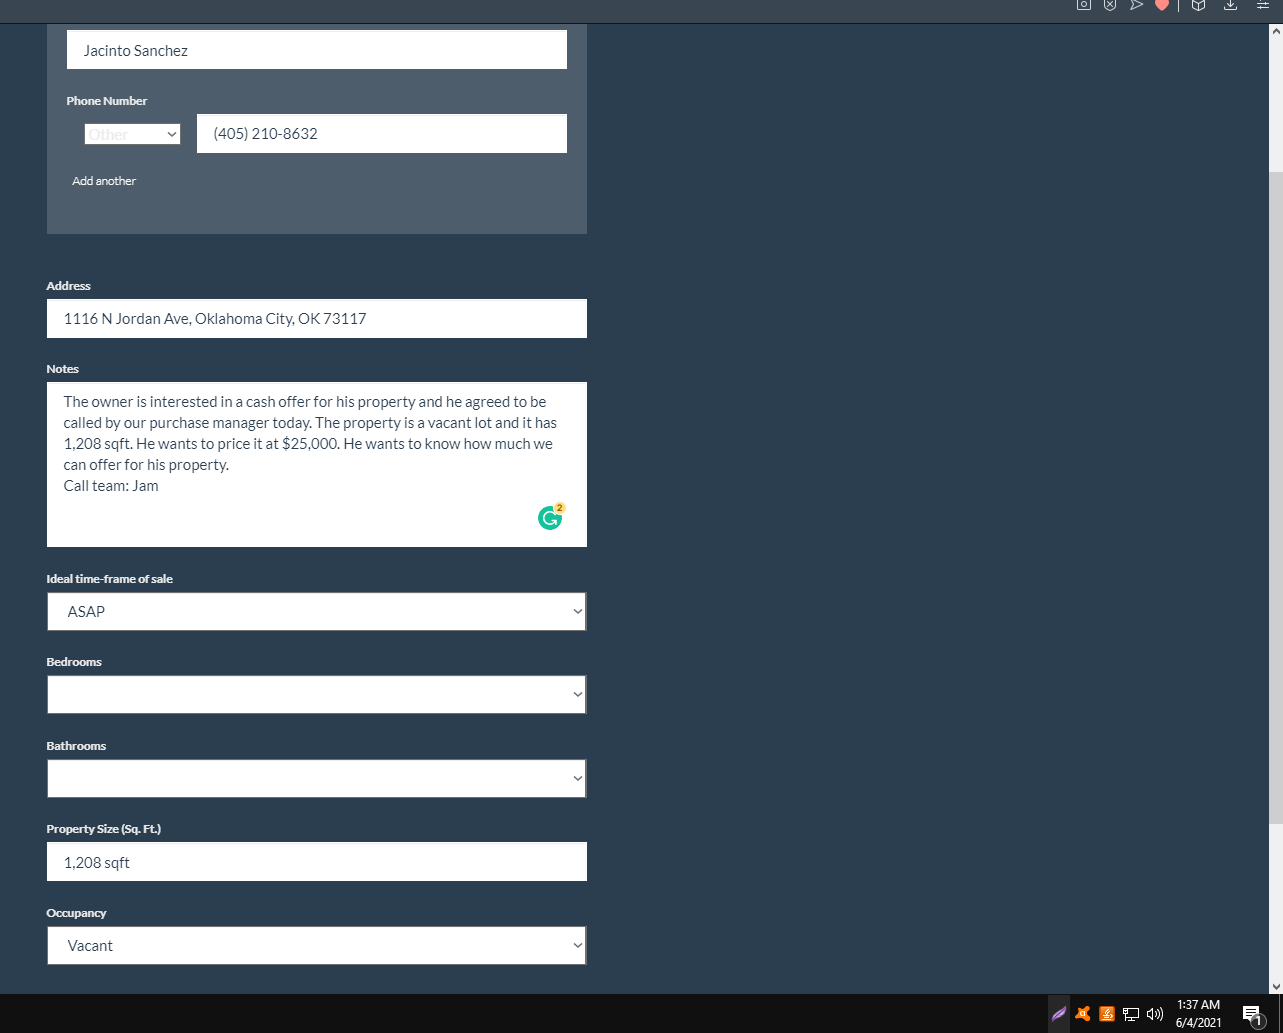 Jacinto Sanchez
Phone Number
Other
(405) 210-8632
Add another
Address
1116 N Jordan Ave, Oklahoma City, OK 73117
Notes
The owner is interested in a cash offer for his property and he agreed to be
called by our purchase manager today. The property is a vacant lot and it has
1,208 sqft. He wants to price it at $25,000. He wants to know how much we
can offer for his property.
Call team: Jam
2
Ideal time-frame of sale
ASAP
Bedrooms
Bathrooms
Property Size (Sq. Ft.)
1,208 sqft
Occupancy
Vacant
1:37 AM
6/4/2021
1